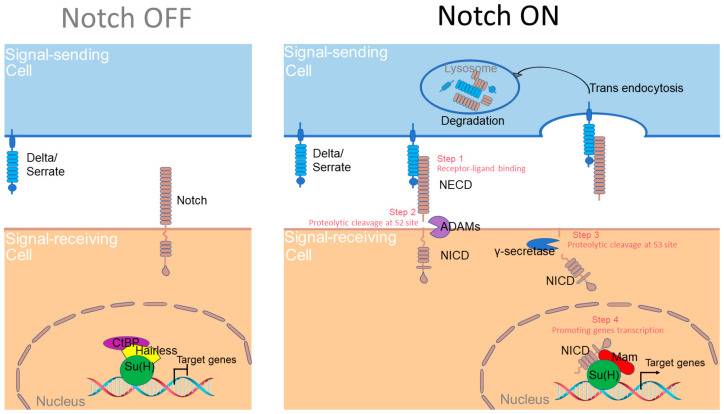 Notch OFF
Signal-sending
Cell
Delta/
Serrate
Notch
Signal-receiving
Cell
CtBP
Hairless
Su(H)
Target genes
Nucleus
Notch ON
Signal-sending
Cell
Lysosome
Degradation
Trans endocytosis
Delta/
Serrate
Step 1
Receptor-ligand binding
NECD
Step 2
Proteolytic cleavage at S2 site
ADAMs
Signal-receiving
Cell
NICD
Step 3
Proteolytic cleavage at S3 site
γ-secretase
NICD
Step 4
Promoting genes transcription
NICD
Mam
Su(H)
Target genes
Nucleus